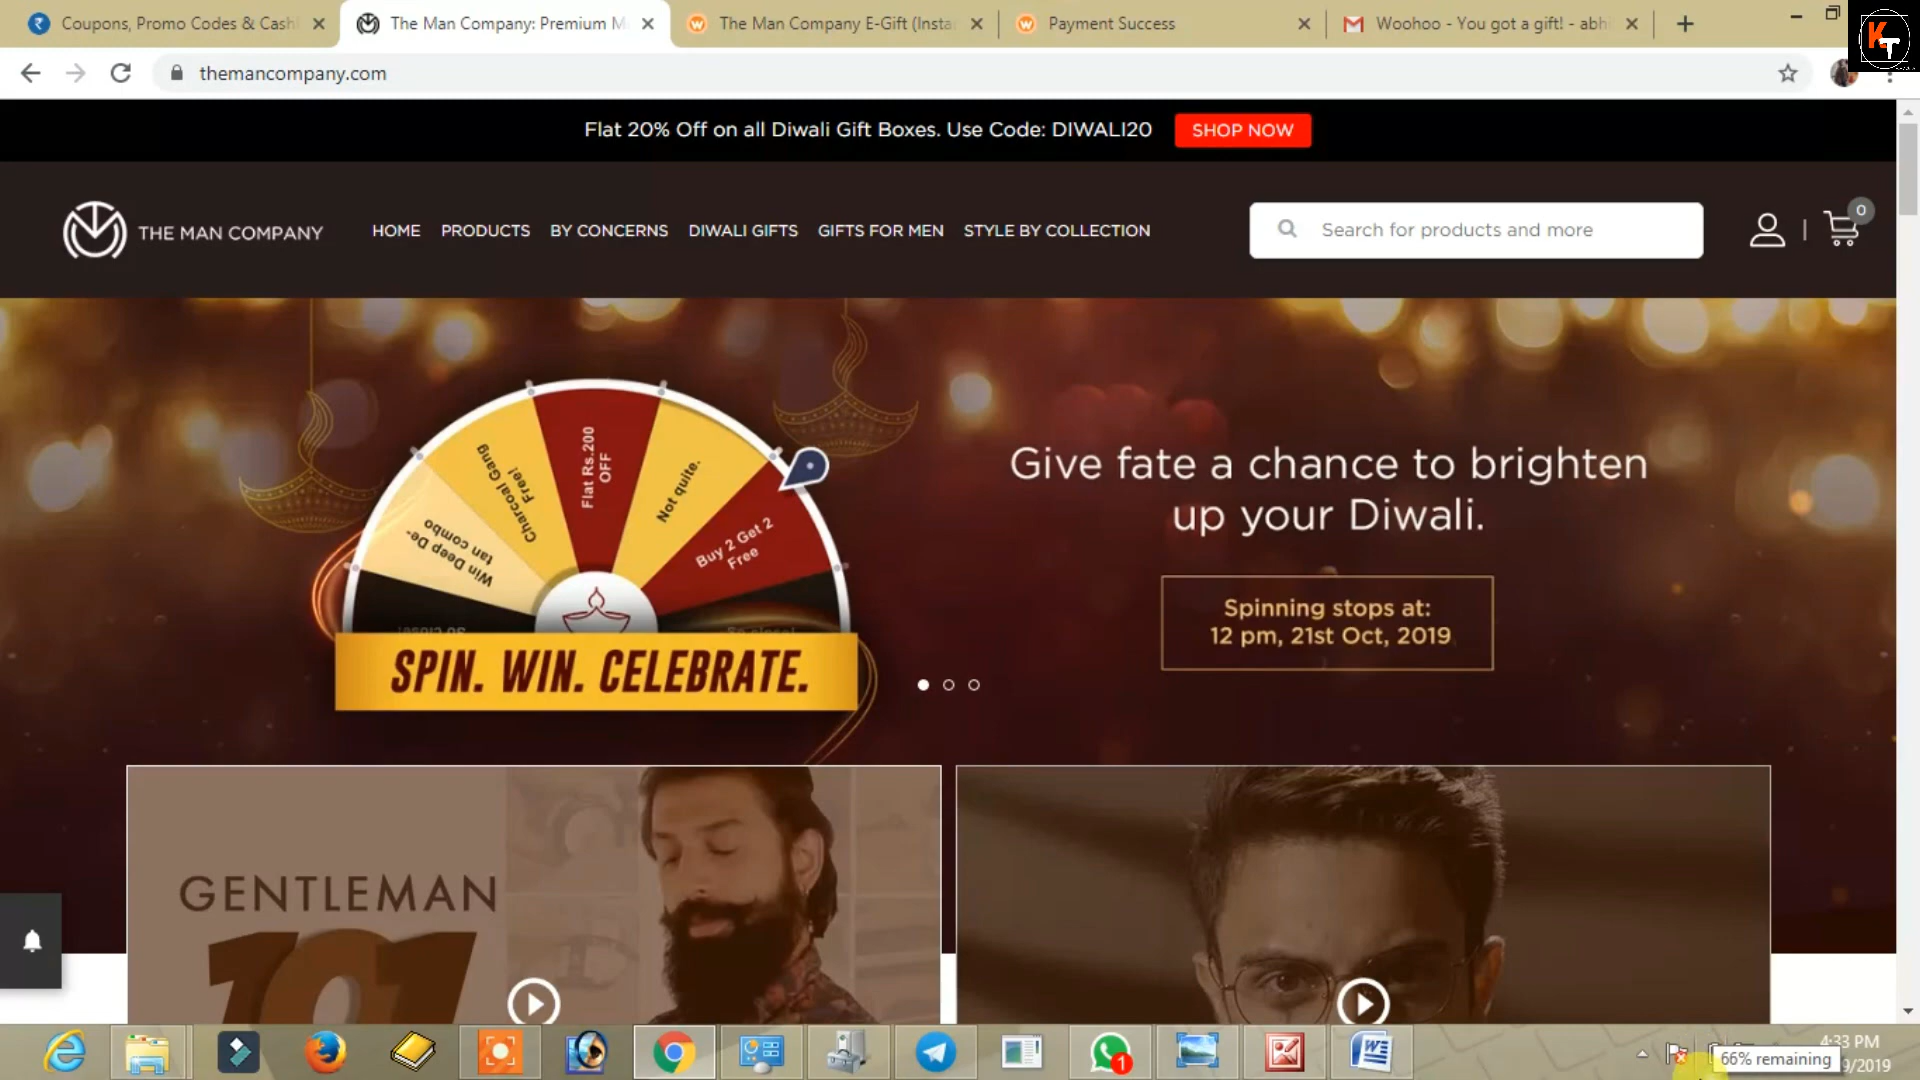 Coupons, Promo Codes & Cash
The Man Company: Premium M
The Man Company E-Gift (Insta
Payment Success
Woohoo - You got a gift! - abh
KT
themancompany.com
Flat 20% Off on all Diwali Gift Boxes. Use Code: DIWALI20
SHOP NOW
THE MAN COMPANY
HOME
PRODUCTS
BY CONCERNS
DIWALI GIFTS
GIFTS FOR MEN
STYLE BY COLLECTION
Search for products and more
0
Win Deep De-
tan combo
Charcoal Gang
Free!
Flat Rs.200
OFF
Not quite.
Buy 2 Get 2
Free
SPIN. WIN. CELEBRATE.
Give fate a chance to brighten
up your Diwali.
Spinning stops at:
12 pm, 21st Oct, 2019
GENTLEMAN
101
1
4:33 PM
66% remaining
9/2019